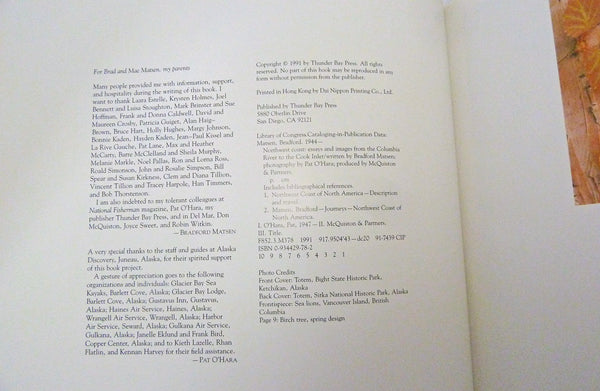 For Brad and Mae Matsen, my parents
Many people provided me with information, support,
and hospitality during the writing of this book. I
want to thank Laara Estelle, Krysten Holmes, Joel
Bennett and Luisa Stoughton, Mark Brinster and Sue
Hoffman, Frank and Donna Caldwell, David and
Maureen Crosby, Patricia Guiget, Alan Haig–
Brown, Bruce Hart, Holly Hughes, Margy Johnson,
Bonnie Kaden, Hayden Kaden, Jean–Paul Kissel and
La Rive Gauche, Pat Lane, Max and Heather
McCarty, Barrie McClelland and Sheila Murphy,
Melanie Markle, Noel Pallas, Ron and Lorna Ross,
Roald Simonson, John and Rosalie Simpson, Bill
Spear and Susan Kirkness, Clem and Diana Tillion,
Vincent Tillion and Tracey Harpole, Han Timmers,
and Bob Thorstenson.
I am also indebted to my tolerant colleagues at
National Fisherman magazine, Pat O'Hara, my
publisher Thunder Bay Press, and in Del Mar, Don
McQuiston, Joyce Sweet, and Robin Witkin.
— BRADFORD MATSEN
A very special thanks to the staff and guides at Alaska
Discovery, Juneau, Alaska, for their spirited support
of this book project.
A gesture of appreciation goes to the following
organizations and individuals: Glacier Bay Sea
Kayaks, Barlett Cove, Alaska; Glacier Bay Lodge,
Barlett Cove, Alaska; Gustavus Inn, Gustavus,
Alaska; Haines Air Service, Haines, Alaska;
Wrangell Air Service, Wrangell, Alaska; Harbor
Air Service, Seward, Alaska; Gulkana Air Service,
Gulkana, Alaska; Janelle Eklund and Frank Bird,
Copper Center, Alaska; and to Kieth Lazelle, Rhan
Flatlin, and Kennan Harvey for their field assistance.
— PAT O'HARA
Copyright © 1991 by Thunder Bay Press. All rights
reserved. No part of this book may be reproduced in any
form without permission from the publisher.
Printed in Hong Kong by Dai Nippon Printing Co., Ltd.
Published by Thunder Bay Press
5880 Oberlin Drive
San Diego, CA 92121
Library of Congress Cataloging-in-Publication Data:
Matsen, Bradford, 1944–
Northwest coast: essays and images from the Columbia
River to the Cook Inlet/written by Bradford Matsen;
photography by Pat O'Hara; produced by McQuiston
& Partners.
p. cm
Includes bibliographical references.
1. Northwest Coast of North America—Description
and travel.
2. Matsen, Bradford—Journeys—Northwest Coast of
North America.
I. O'Hara, Pat, 1947— II. McQuiston & Partners.
III. Title.
F852.3.M378 1991 917.9504'43—dc20 91-7439 CIP
ISBN 0-934429-78-2
10 9 8 7 6 5 4 3 2 1
Photo Credits
Front Cover: Totem, Bight State Historic Park,
Ketchikan, Alaska
Back Cover: Totem, Sitka National Historic Park, Alaska
Frontispiece: Sea lions, Vancouver Island, British
Columbia
Page 9: Birch tree, spring design